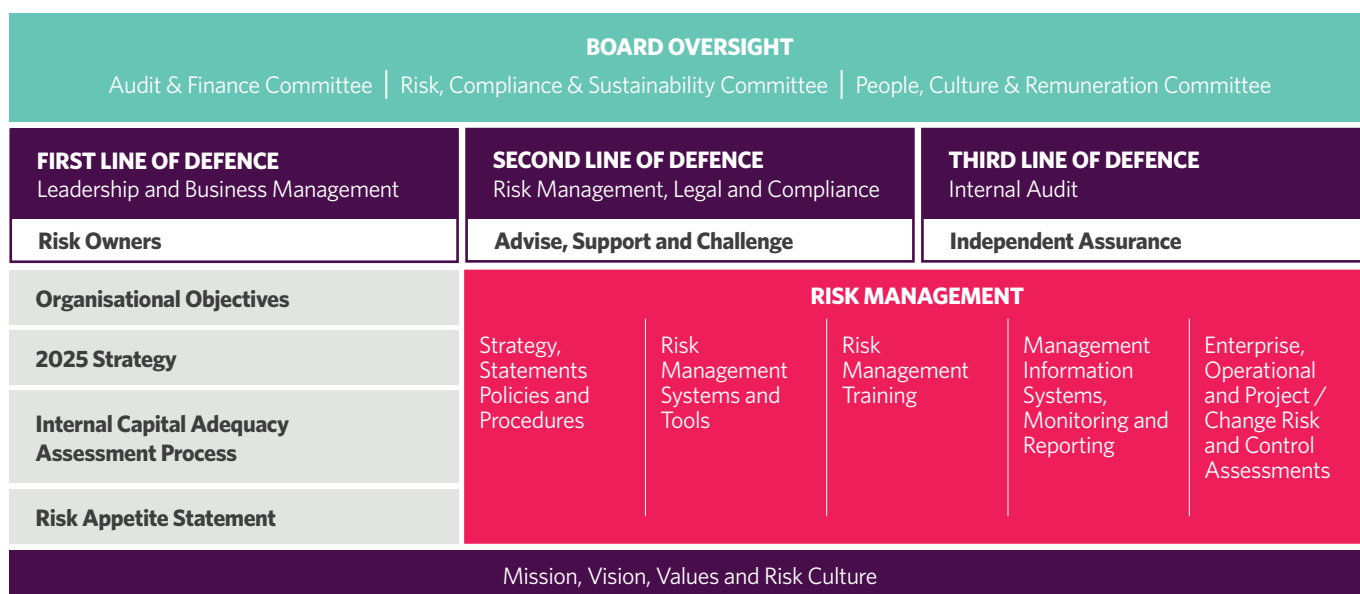 BOARD OVERSIGHT
Audit & Finance Committee | Risk, Compliance & Sustainability Committee | People, Culture & Remuneration Committee
FIRST LINE OF DEFENCE
Leadership and Business Management
Risk Owners
SECOND LINE OF DEFENCE
Risk Management, Legal and Compliance
Advise, Support and Challenge
THIRD LINE OF DEFENCE
Internal Audit
Independent Assurance
Organisational Objectives
2025 Strategy
Internal Capital Adequacy
Assessment Process
Risk Appetite Statement
RISK MANAGEMENT
Strategy,
Statements
Policies and
Procedures
Risk
Management
Systems and
Tools
Risk
Management
Training
Management
Information
Systems,
Monitoring and
Reporting
Enterprise,
Operational
and Project /
Change Risk
and Control
Assessments
Mission, Vision, Values and Risk Culture